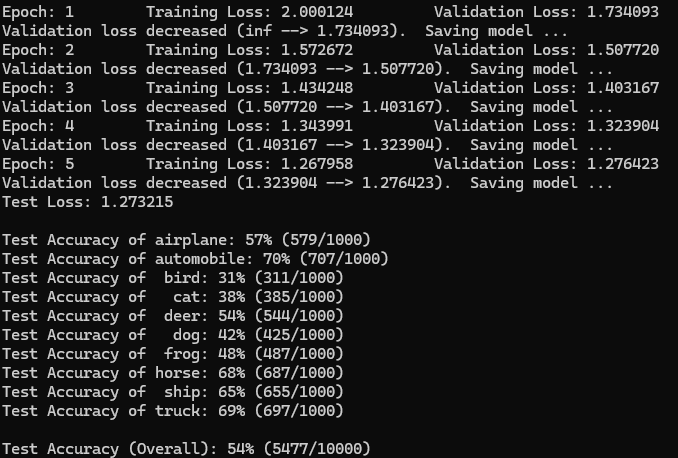 Epoch: 1        Training Loss: 2.000124         Validation Loss: 1.734093
Validation loss decreased (inf --> 1.734093).  Saving model ...
Epoch: 2        Training Loss: 1.572672         Validation Loss: 1.507720
Validation loss decreased (1.734093 --> 1.507720).  Saving model ...
Epoch: 3        Training Loss: 1.434248         Validation Loss: 1.403167
Validation loss decreased (1.507720 --> 1.403167).  Saving model ...
Epoch: 4        Training Loss: 1.343991         Validation Loss: 1.323904
Validation loss decreased (1.403167 --> 1.323904).  Saving model ...
Epoch: 5        Training Loss: 1.267958         Validation Loss: 1.276423
Validation loss decreased (1.323904 --> 1.276423).  Saving model ...
Test Loss: 1.273215

Test Accuracy of airplane: 57% (579/1000)
Test Accuracy of automobile: 70% (707/1000)
Test Accuracy of  bird: 31% (311/1000)
Test Accuracy of   cat: 38% (385/1000)
Test Accuracy of  deer: 54% (544/1000)
Test Accuracy of   dog: 42% (425/1000)
Test Accuracy of  frog: 48% (487/1000)
Test Accuracy of horse: 68% (687/1000)
Test Accuracy of  ship: 65% (655/1000)
Test Accuracy of truck: 69% (697/1000)

Test Accuracy (Overall): 54% (5477/10000)